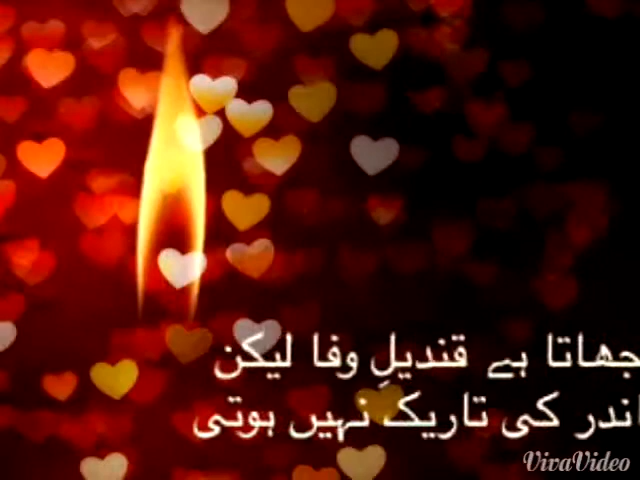 جھاتا ہے قندیلِ وفا لیکن
اندر کی تاریک نہیں ہوتی
VivaVideo